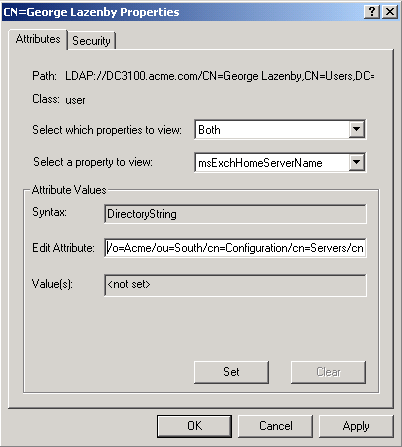 CN=George Lazenby Properties
Attributes Security
Path: LDAP://DC3100.acme.com/CN=George Lazenby,CN=Users,DC=
Class: user
Select which properties to view: Both
Select a property to view: msExchHomeServerName
Attribute Values
Syntax: DirectoryString
Edit Attribute: /o=Acme/ou=South/cn=Configuration/cn=Servers/cn
Value(s): <not set>
Set Clear
OK Cancel Apply